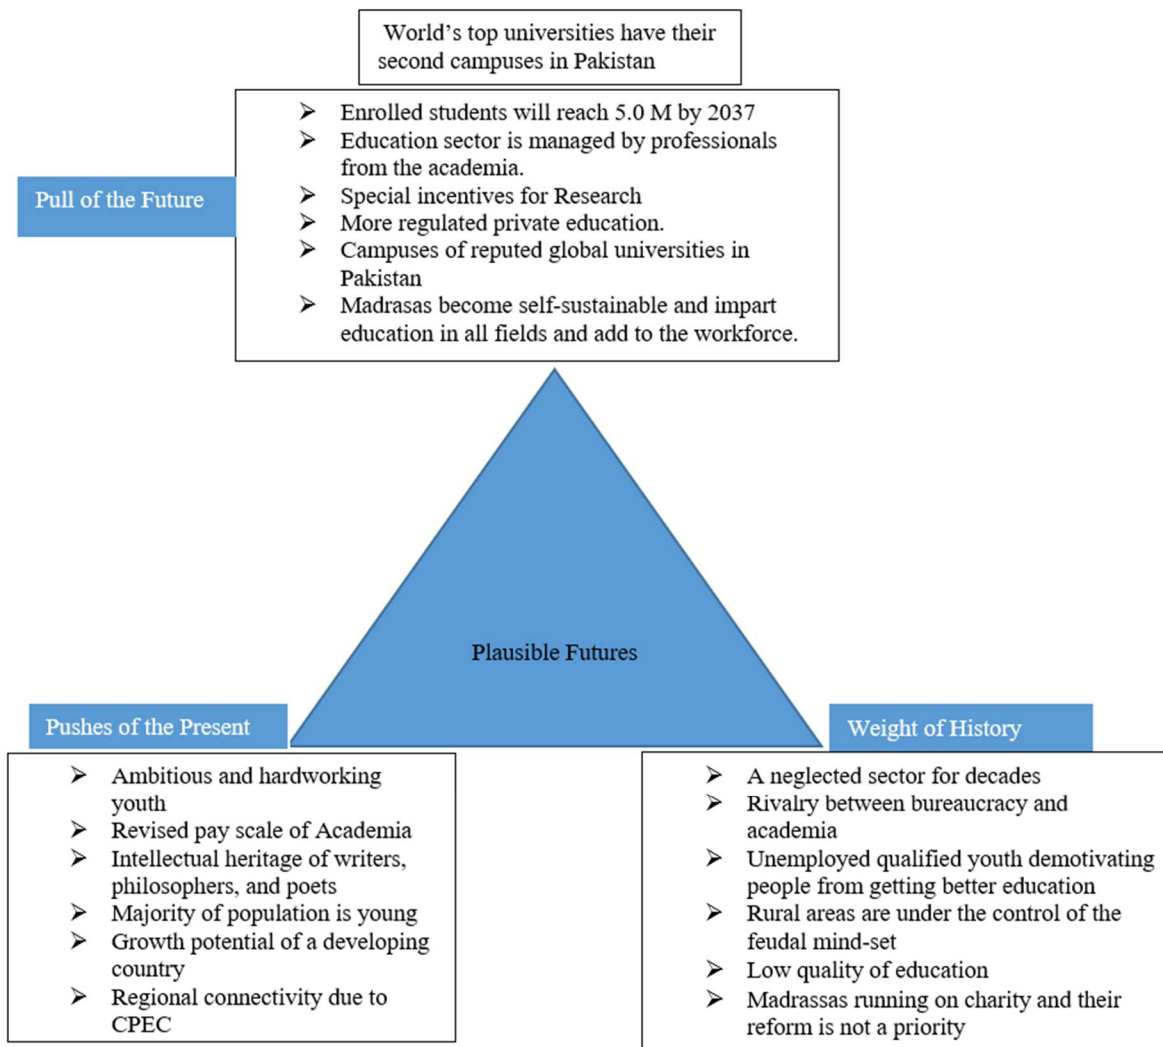 World’s top universities have their
second campuses in Pakistan
➢ Enrolled students will reach 5.0 M by 2037
➢ Education sector is managed by professionals
from the academia.
➢ Special incentives for Research
➢ More regulated private education.
➢ Campuses of reputed global universities in
Pakistan
➢ Madrasas become self-sustainable and impart
education in all fields and add to the workforce.
Pull of the Future
Plausible Futures
Pushes of the Present
➢ Ambitious and hardworking
youth
➢ Revised pay scale of Academia
➢ Intellectual heritage of writers,
philosophers, and poets
➢ Majority of population is young
➢ Growth potential of a developing
country
➢ Regional connectivity due to
CPEC
Weight of History
➢ A neglected sector for decades
➢ Rivalry between bureaucracy and
academia
➢ Unemployed qualified youth demotivating
people from getting better education
➢ Rural areas are under the control of the
feudal mind-set
➢ Low quality of education
➢ Madrassas running on charity and their
reform is not a priority